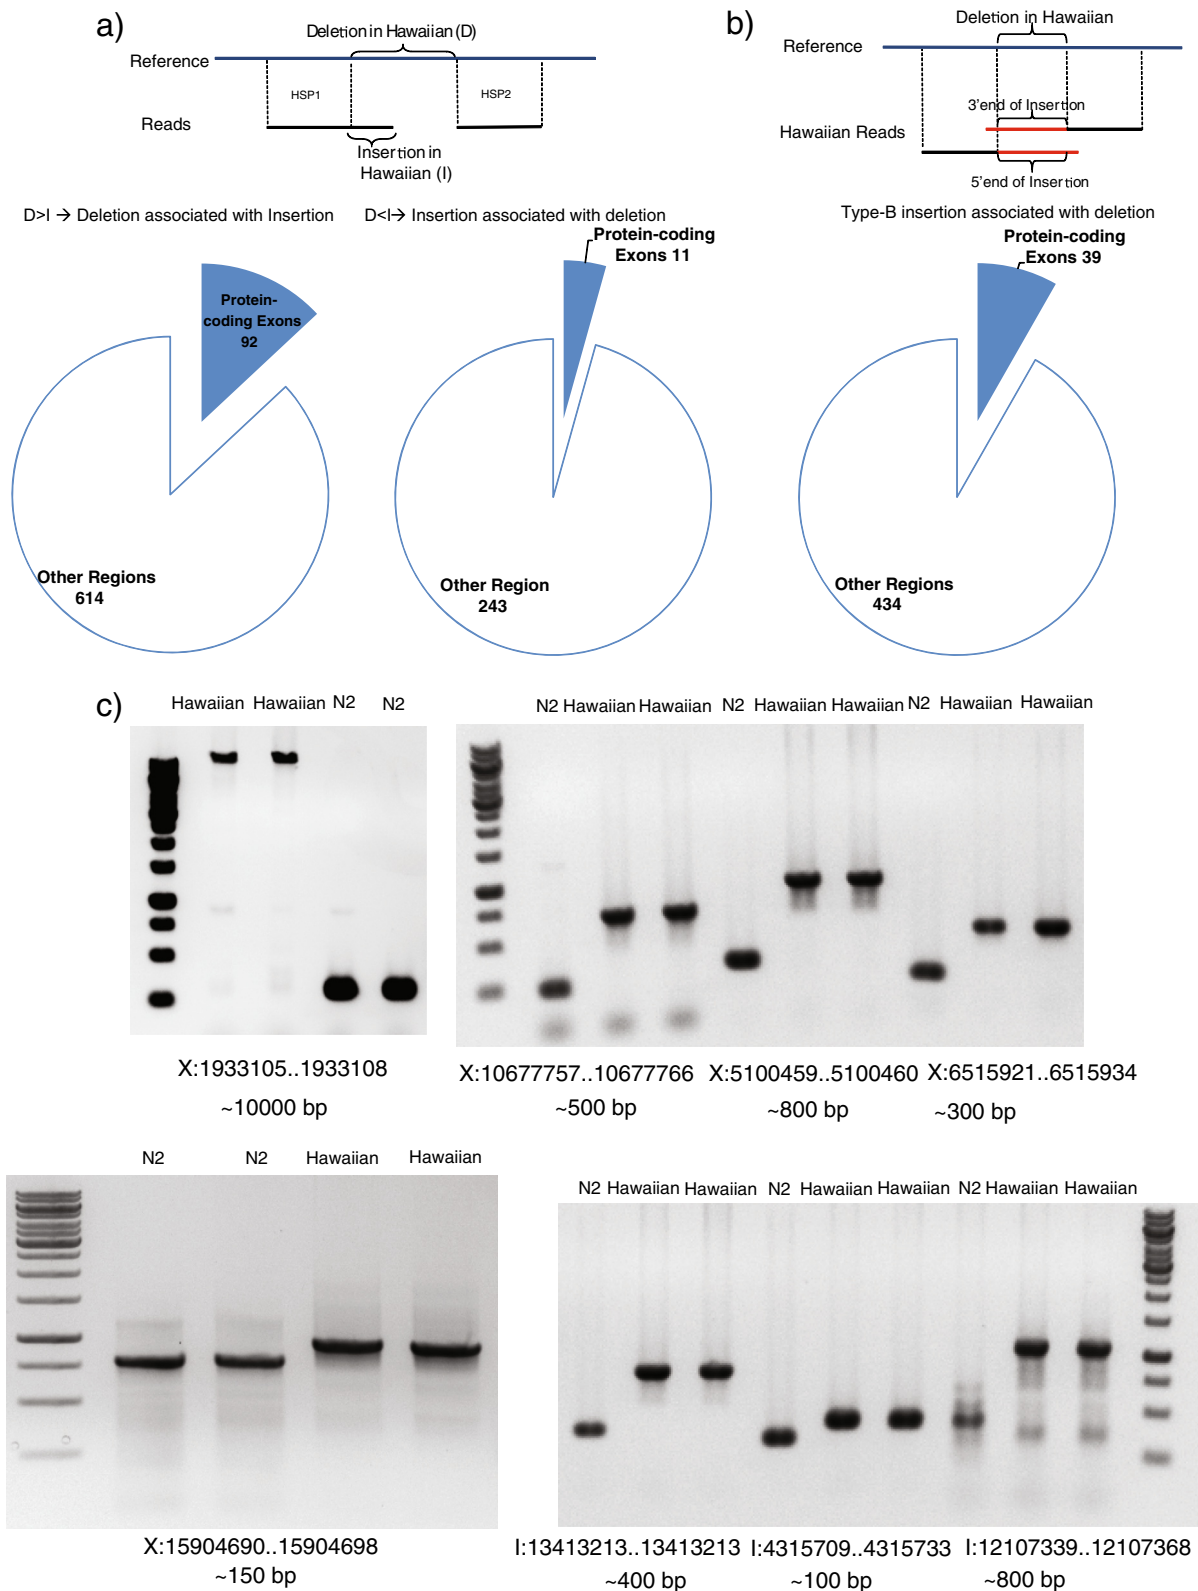 a)
Deletion in Hawaiian (D)
Reference
HSP1
HSP2
Reads
Insertion in
Hawaiian (I)
D>I → Deletion associated with Insertion
D<I→ Insertion associated with deletion
Protein-
coding Exons
92
Other Regions
614
Protein-coding
Exons 11
Other Region
243
b)
Deletion in Hawaiian
Reference
3'end of Insertion
Hawaiian Reads
5'end of Insertion
Type-B insertion associated with deletion
Protein-coding
Exons 39
Other Regions
434
c)
Hawaiian Hawaiian N2 N2
X:1933105..1933108
~10000 bp
N2 Hawaiian Hawaiian N2 Hawaiian Hawaiian N2 Hawaiian Hawaiian
X:10677757..10677766 X:5100459..5100460 X:6515921..6515934
~500 bp ~800 bp ~300 bp
N2 N2 Hawaiian Hawaiian
X:15904690..15904698
~150 bp
N2 Hawaiian Hawaiian N2 Hawaiian Hawaiian N2 Hawaiian Hawaiian
I:13413213..13413213 I:4315709..4315733 I:12107339..12107368
~400 bp ~100 bp ~800 bp